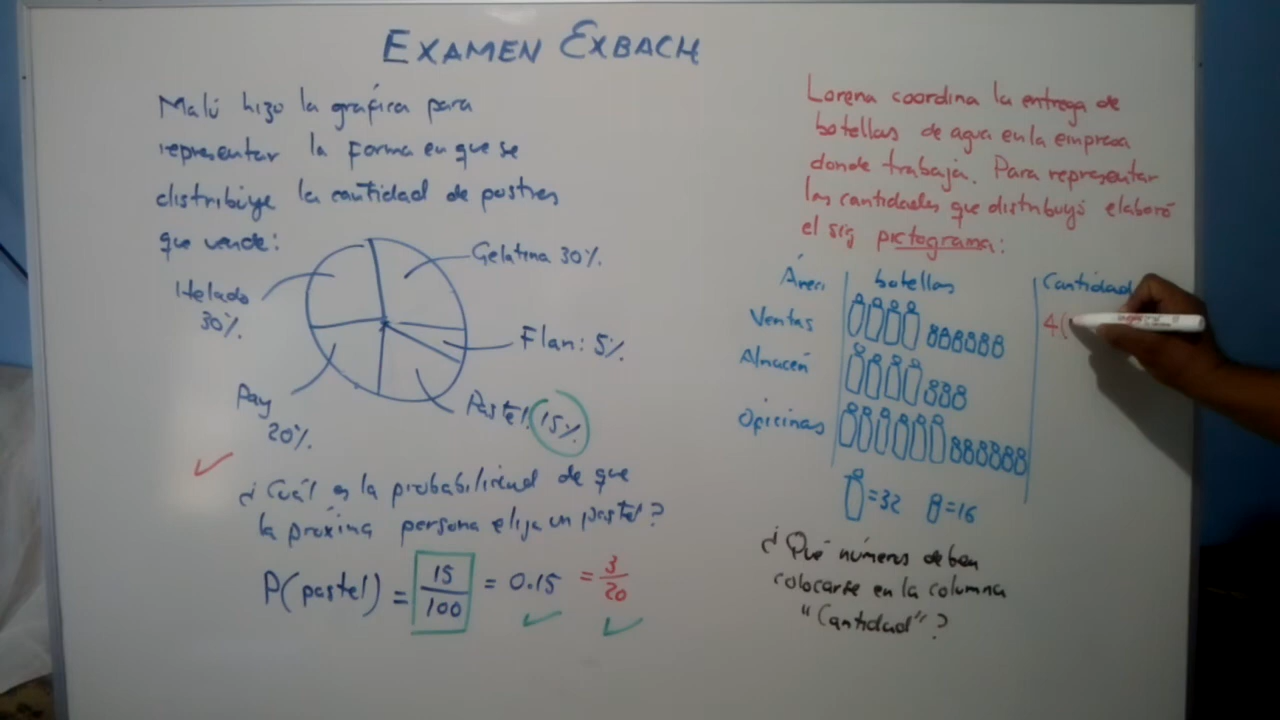 EXAMEN EXBACH
Malú hizo la gráfica para
representar la forma en que se
distribuye la cantidad de postres
que vende:
Gelatina 30%.
Helado
30%.
Flan: 5%.
Pay
20%.
Pastel: 15%
¿Cuál es la probabilidad de que
la próxima persona elija un pastel?
P(pastel) = 15/100 = 0.15 = 3/20
Lorena coordina la entrega de
botellas de agua en la empresa
donde trabaja. Para representar
las cantidades que distribuyó elaboró
el sig pictograma:
Área botellas Cantidad
Ventas 4(
Almacén
Oficinas
=32 =16
¿Qué números deben
colocarse en la columna
"Cantidad"?